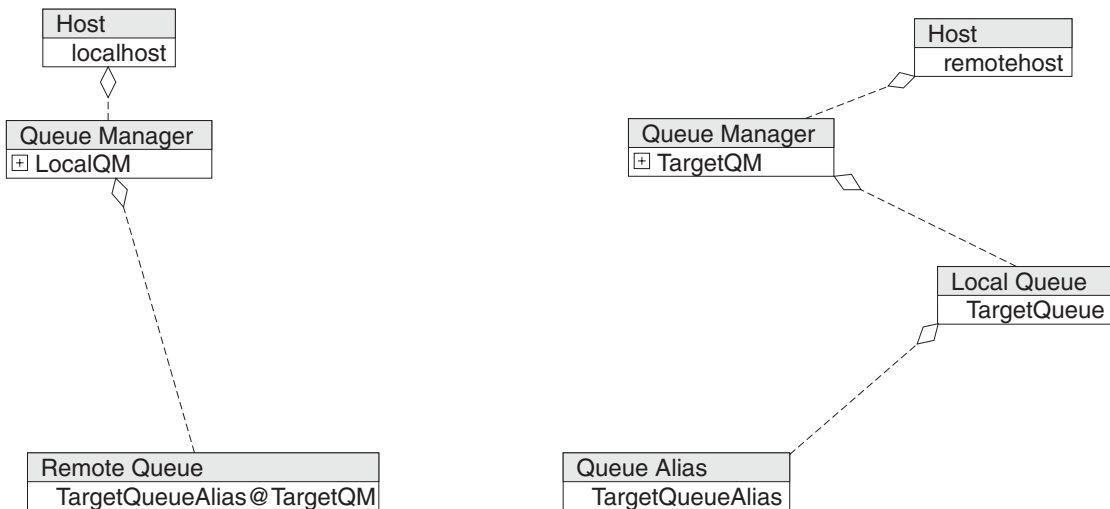 Host
localhost
Queue Manager
LocalQM
Remote Queue
TargetQueueAlias@TargetQM
Host
remotehost
Queue Manager
TargetQM
Local Queue
TargetQueue
Queue Alias
TargetQueueAlias